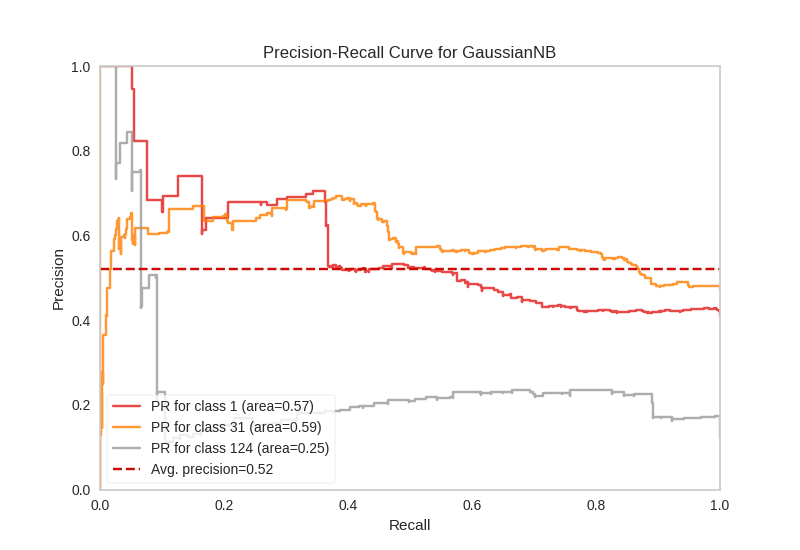 Precision-Recall Curve for GaussianNB
1.0
0.8
0.6
0.4
0.2
0.0
Precision
PR for class 1 (area=0.57)
PR for class 31 (area=0.59)
PR for class 124 (area=0.25)
Avg. precision=0.52
0.0 0.2 0.4 0.6 0.8 1.0
Recall